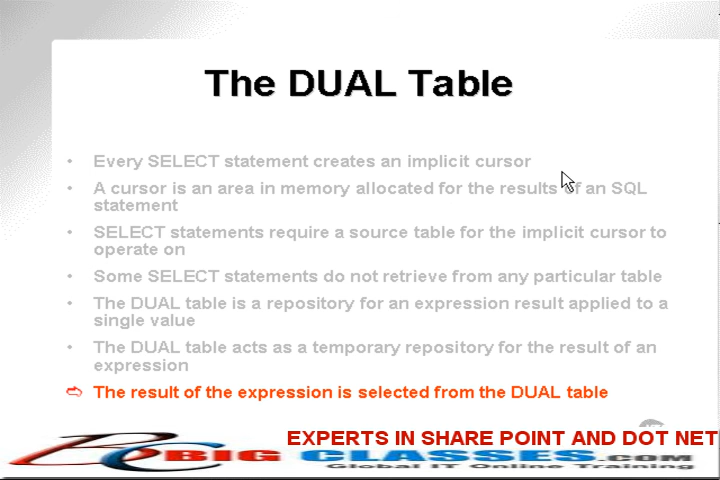 The DUAL Table
• Every SELECT statement creates an implicit cursor
• A cursor is an area in memory allocated for the results of an SQL
statement
• SELECT statements require a source table for the implicit cursor to
operate on
• Some SELECT statements do not retrieve from any particular table
• The DUAL table is a repository for an expression result applied to a
single value
• The DUAL table acts as a temporary repository for the result of an
expression
The result of the expression is selected from the DUAL table
EXPERTS IN SHARE POINT AND DOT NET
BIG CLASSES.COM
Global IT Online Training